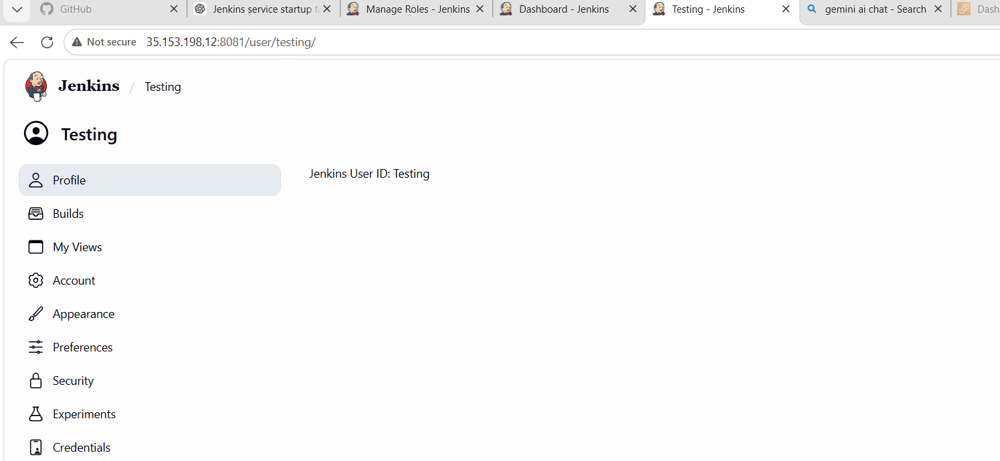 GitHub
Jenkins service startup f
Manage Roles - Jenkins
Dashboard - Jenkins
Testing - Jenkins
gemini ai chat - Search
Dash
Not secure 35.153.198.12:8081/user/testing/
Jenkins / Testing
Testing
Profile
Jenkins User ID: Testing
Builds
My Views
Account
Appearance
Preferences
Security
Experiments
Credentials